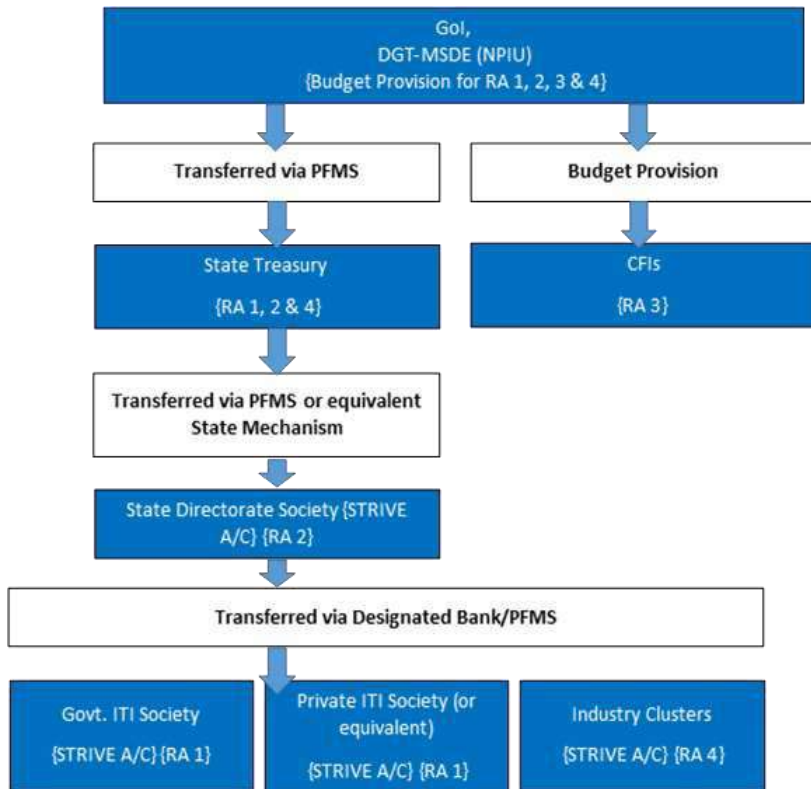 GoI,
DGT-MSDE (NPIU)
{Budget Provision for RA 1, 2, 3 & 4}
Transferred via PFMS
Budget Provision
State Treasury
{RA 1, 2 & 4}
CFIs
{RA 3}
Transferred via PFMS or equivalent
State Mechanism
State Directorate Society {STRIVE
A/C} {RA 2}
Transferred via Designated Bank/PFMS
Govt. ITI Society
{STRIVE A/C} {RA 1}
Private ITI Society (or
equivalent)
{STRIVE A/C} {RA 1}
Industry Clusters
{STRIVE A/C} {RA 4}